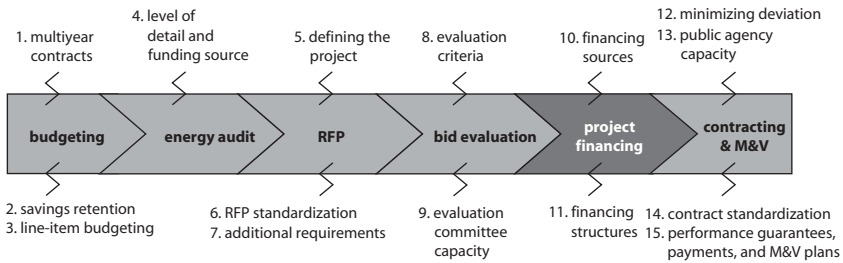 1. multiyear
contracts
4. level of
detail and
funding source
5. defining the
project
8. evaluation
criteria
10. financing
sources
12. minimizing deviation
13. public agency
capacity
budgeting
energy audit
RFP
bid evaluation
project
financing
contracting
& M&V
2. savings retention
3. line-item budgeting
6. RFP standardization
7. additional requirements
9. evaluation
committee
capacity
11. financing
structures
14. contract standardization
15. performance guarantees,
payments, and M&V plans